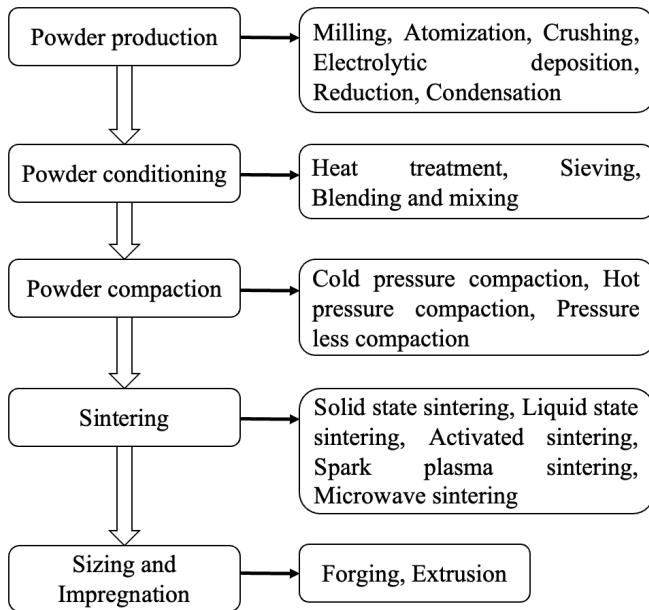 Powder production
Milling, Atomization, Crushing,
Electrolytic deposition,
Reduction, Condensation
Powder conditioning
Heat treatment, Sieving,
Blending and mixing
Powder compaction
Cold pressure compaction, Hot
pressure compaction, Pressure
less compaction
Sintering
Solid state sintering, Liquid state
sintering, Activated sintering,
Spark plasma sintering,
Microwave sintering
Sizing and
Impregnation
Forging, Extrusion